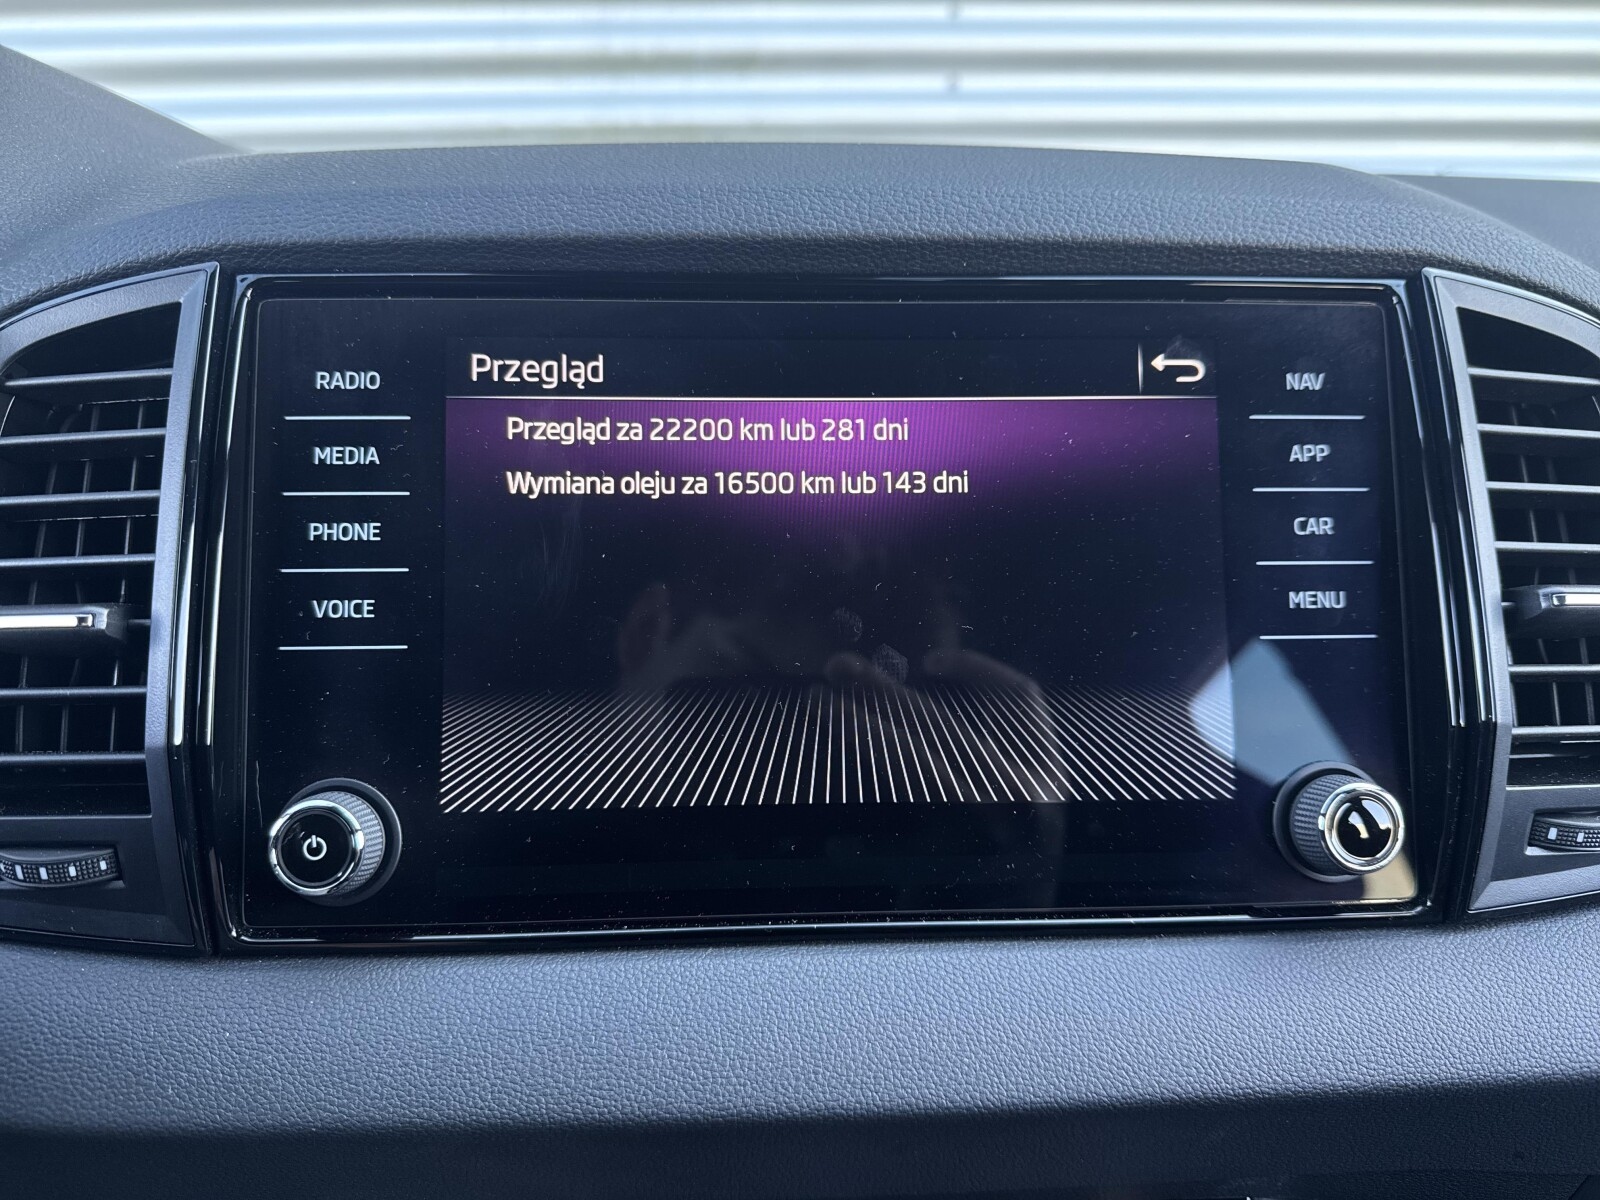 Przegląd
Przegląd za 22200 km lub 281 dni
Wymiana oleju za 16500 km lub 143 dni
RADIO
MEDIA
PHONE
VOICE
NAV
APP
CAR
MENU